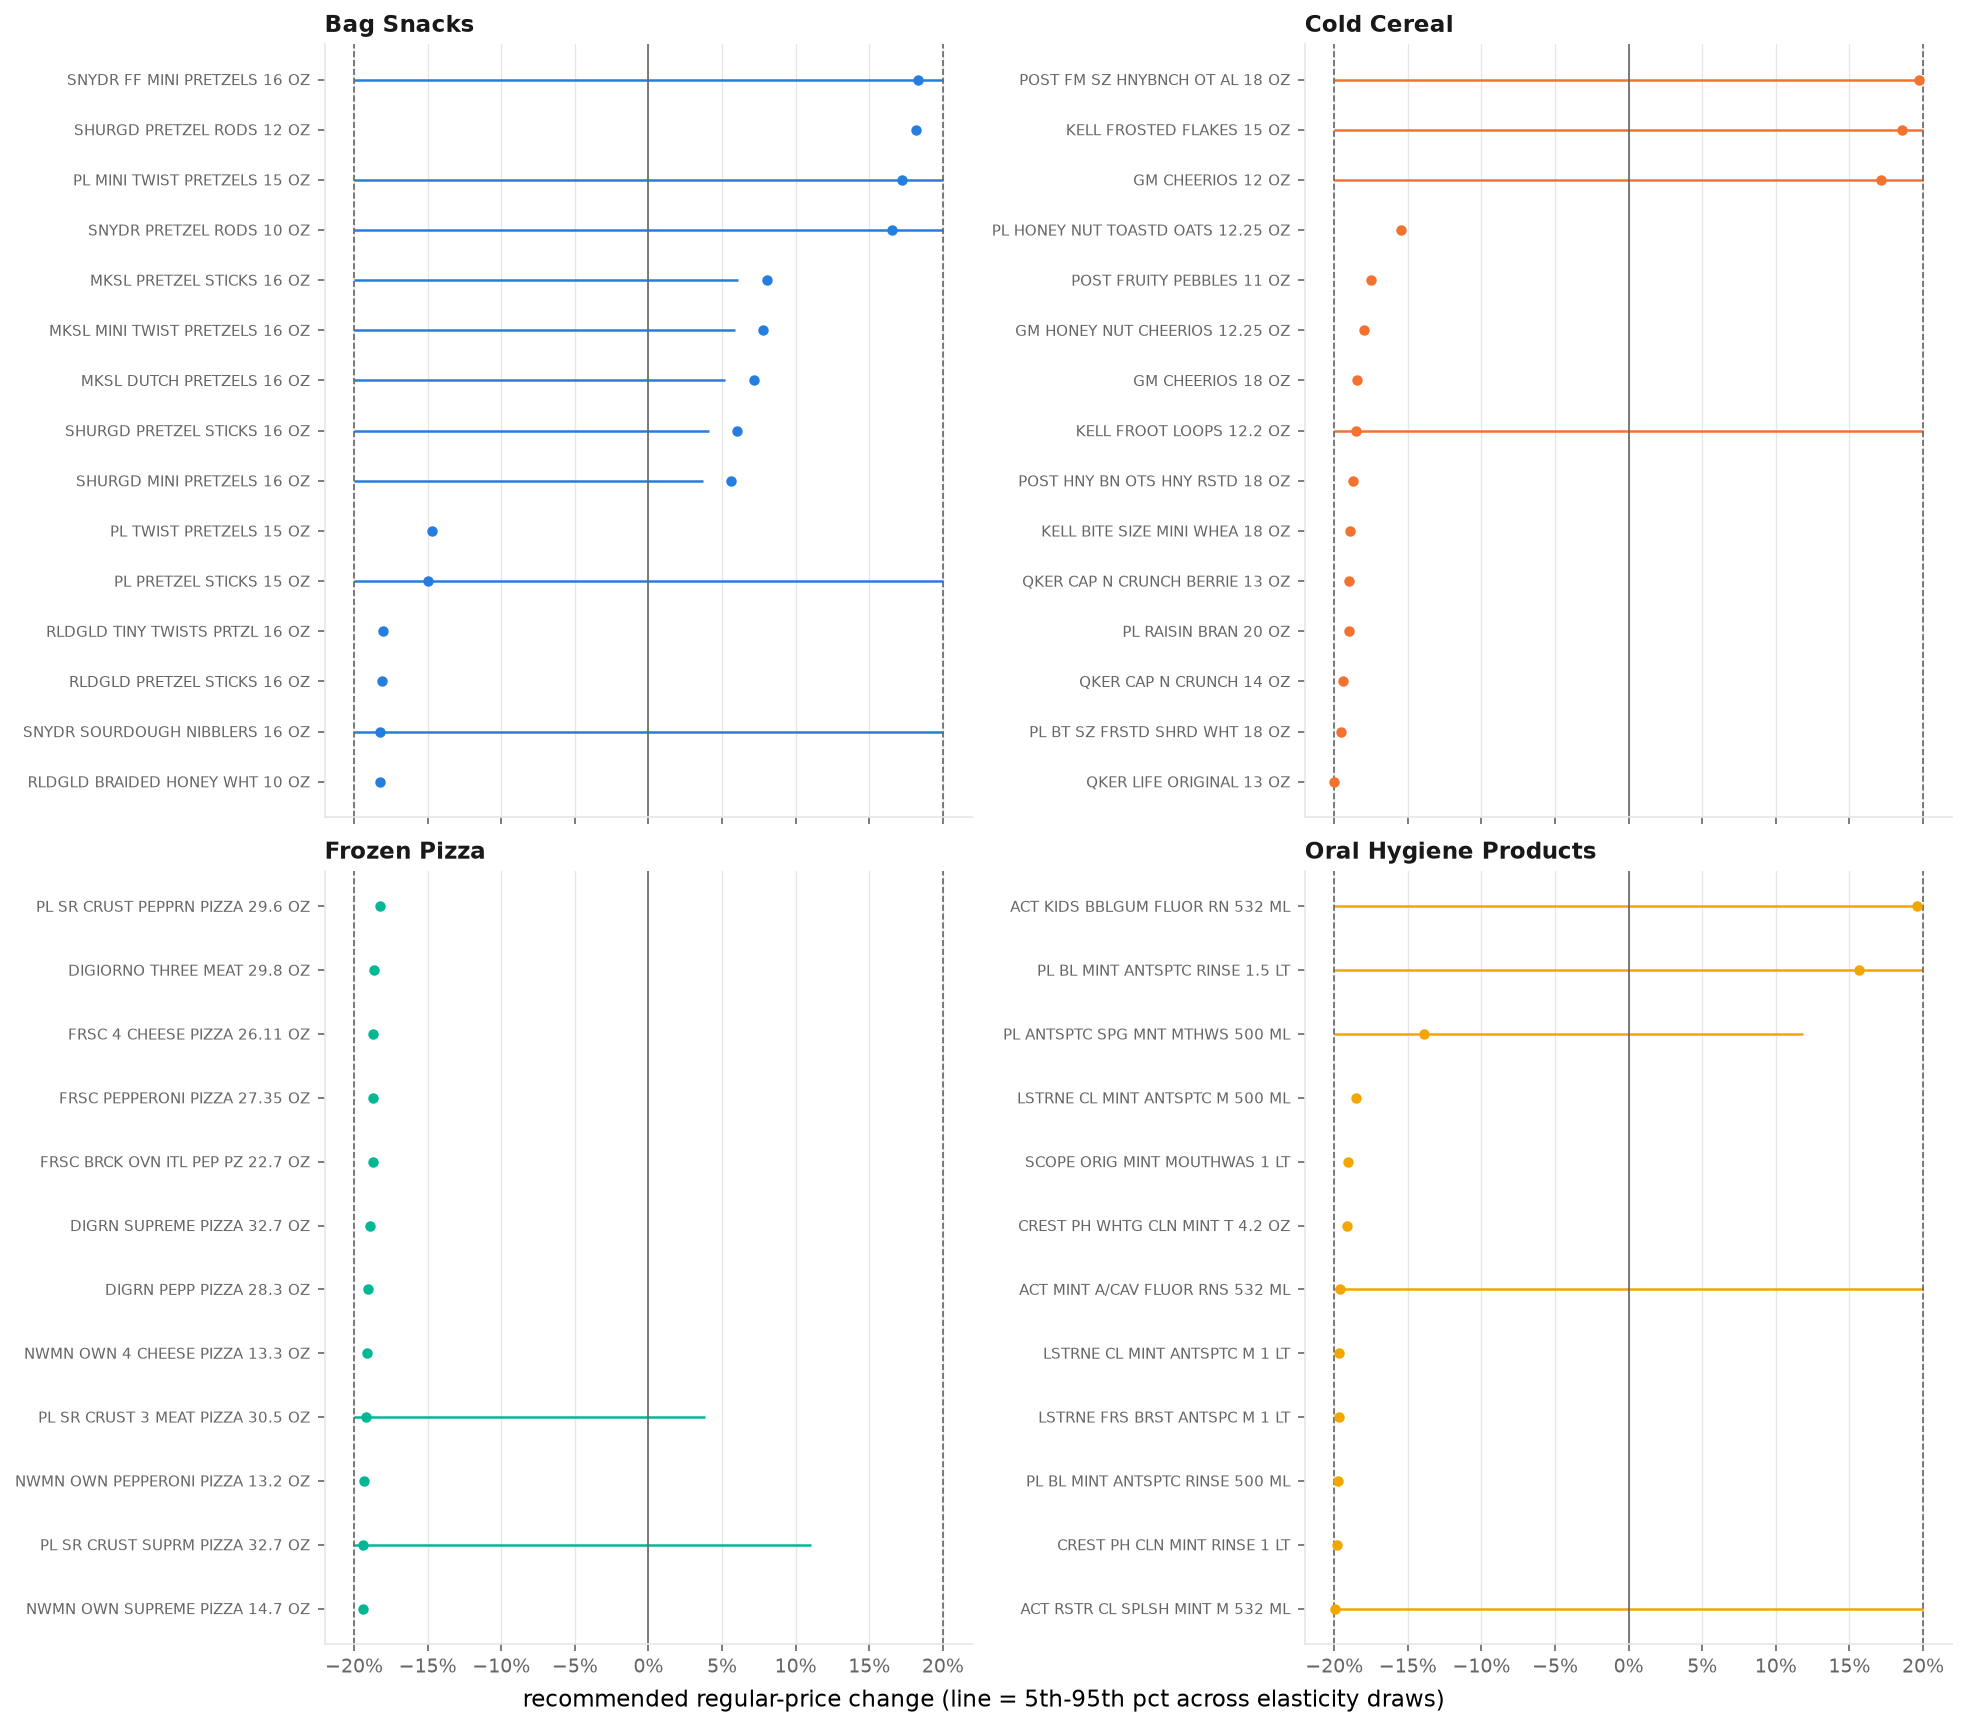 Bag Snacks
SNYDR FF MINI PRETZELS 16 OZ
SHURGD PRETZEL RODS 12 OZ
PL MINI TWIST PRETZELS 15 OZ
SNYDR PRETZEL RODS 10 OZ
MKSL PRETZEL STICKS 16 OZ
MKSL MINI TWIST PRETZELS 16 OZ
MKSL DUTCH PRETZELS 16 OZ
SHURGD PRETZEL STICKS 16 OZ
SHURGD MINI PRETZELS 16 OZ
PL TWIST PRETZELS 15 OZ
PL PRETZEL STICKS 15 OZ
RLDGLD TINY TWISTS PRTZL 16 OZ
RLDGLD PRETZEL STICKS 16 OZ
SNYDR SOURDOUGH NIBBLERS 16 OZ
RLDGLD BRAIDED HONEY WHT 10 OZ
Cold Cereal
POST FM SZ HNYBNCH OT AL 18 OZ
KELL FROSTED FLAKES 15 OZ
GM CHEERIOS 12 OZ
PL HONEY NUT TOASTD OATS 12.25 OZ
POST FRUITY PEBBLES 11 OZ
GM HONEY NUT CHEERIOS 12.25 OZ
GM CHEERIOS 18 OZ
KELL FROOT LOOPS 12.2 OZ
POST HNY BN OTS HNY RSTD 18 OZ
KELL BITE SIZE MINI WHEA 18 OZ
QKER CAP N CRUNCH BERRIE 13 OZ
PL RAISIN BRAN 20 OZ
QKER CAP N CRUNCH 14 OZ
PL BT SZ FRSTD SHRD WHT 18 OZ
QKER LIFE ORIGINAL 13 OZ
Frozen Pizza
PL SR CRUST PEPPRN PIZZA 29.6 OZ
DIGIORNO THREE MEAT 29.8 OZ
FRSC 4 CHEESE PIZZA 26.11 OZ
FRSC PEPPERONI PIZZA 27.35 OZ
FRSC BRCK OVN ITL PEP PZ 22.7 OZ
DIGRN SUPREME PIZZA 32.7 OZ
DIGRN PEPP PIZZA 28.3 OZ
NWMN OWN 4 CHEESE PIZZA 13.3 OZ
PL SR CRUST 3 MEAT PIZZA 30.5 OZ
NWMN OWN PEPPERONI PIZZA 13.2 OZ
PL SR CRUST SUPRM PIZZA 32.7 OZ
NWMN OWN SUPREME PIZZA 14.7 OZ
−20% −15% −10% −5% 0% 5% 10% 15% 20%
Oral Hygiene Products
ACT KIDS BBLGUM FLUOR RN 532 ML
PL BL MINT ANTSPTC RINSE 1.5 LT
PL ANTSPTC SPG MNT MTHWS 500 ML
LSTRNE CL MINT ANTSPTC M 500 ML
SCOPE ORIG MINT MOUTHWAS 1 LT
CREST PH WHTG CLN MINT T 4.2 OZ
ACT MINT A/CAV FLUOR RNS 532 ML
LSTRNE CL MINT ANTSPTC M 1 LT
LSTRNE FRS BRST ANTSPC M 1 LT
PL BL MINT ANTSPTC RINSE 500 ML
CREST PH CLN MINT RINSE 1 LT
ACT RSTR CL SPLSH MINT M 532 ML
−20% −15% −10% −5% 0% 5% 10% 15% 20%
recommended regular-price change (line = 5th-95th pct across elasticity draws)